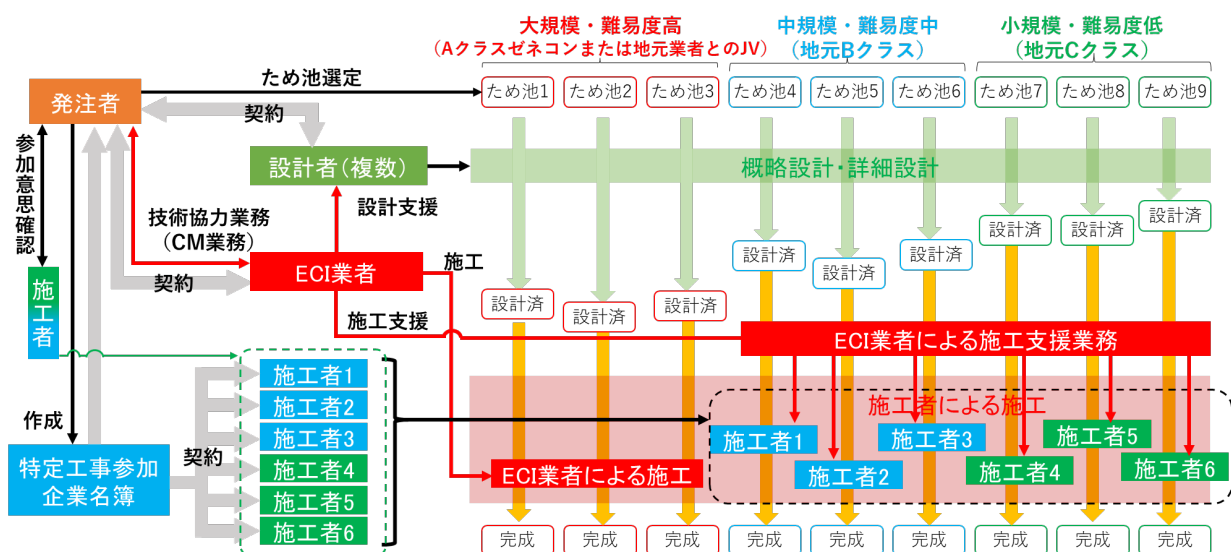 大規模・難易度高
(Aクラスゼネコンまたは地元業者とのJV)
中規模・難易度中
(地元Bクラス)
小規模・難易度低
(地元Cクラス)
発注者
ため池選定
ため池1
ため池2
ため池3
ため池4
ため池5
ため池6
ため池7
ため池8
ため池9
契約
参加意思確認
設計者(複数)
概略設計・詳細設計
設計支援
技術協力業務
(CM業務)
契約
ECI業者
施工
設計済
設計済
設計済
設計済
設計済
設計済
設計済
設計済
設計済
施工者
施工支援
ECI業者による施工支援業務
施工者1
施工者2
施工者3
施工者4
施工者5
施工者6
作成
契約
特定工事参加
企業名簿
施工者による施工
ECI業者による施工
施工者1
施工者2
施工者3
施工者4
施工者5
施工者6
完成
完成
完成
完成
完成
完成
完成
完成
完成